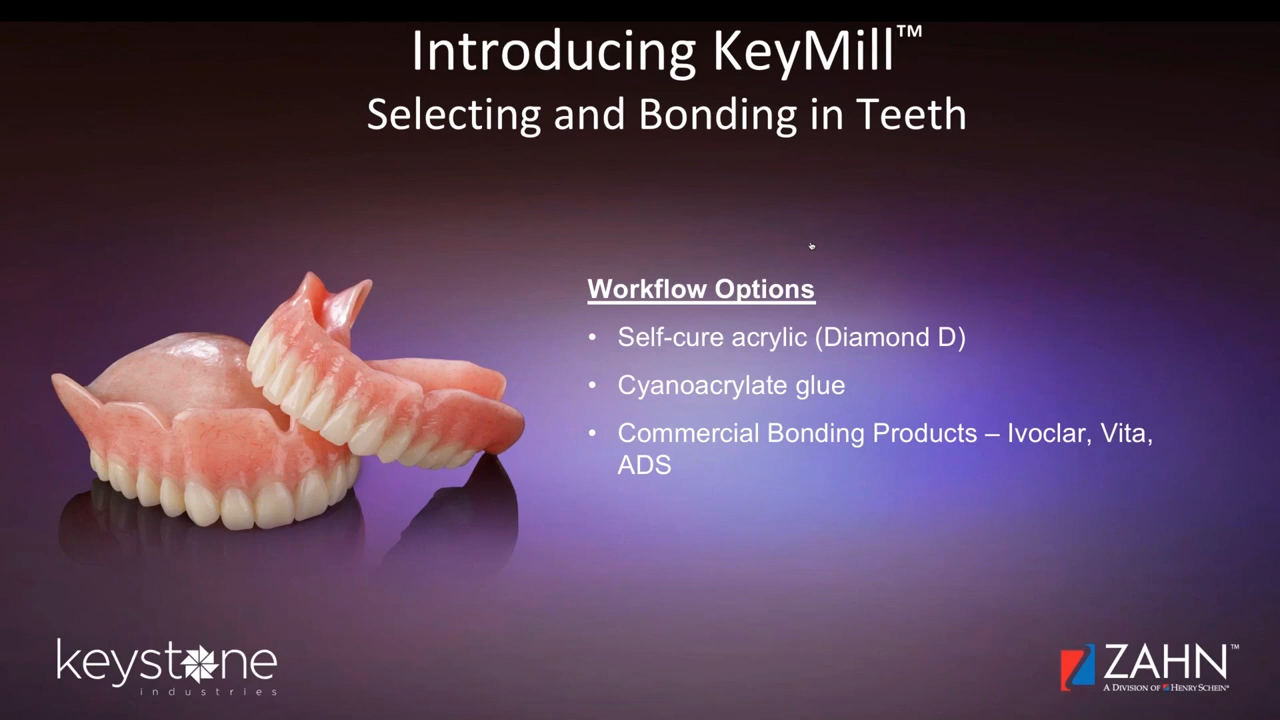 Introducing KeyMill™
Selecting and Bonding in Teeth
Workflow Options
• Self-cure acrylic (Diamond D)
• Cyanoacrylate glue
• Commercial Bonding Products – Ivoclar, Vita,
ADS
keystone
industries
ZAHN™
A DIVISION OF HENRY SCHEIN®